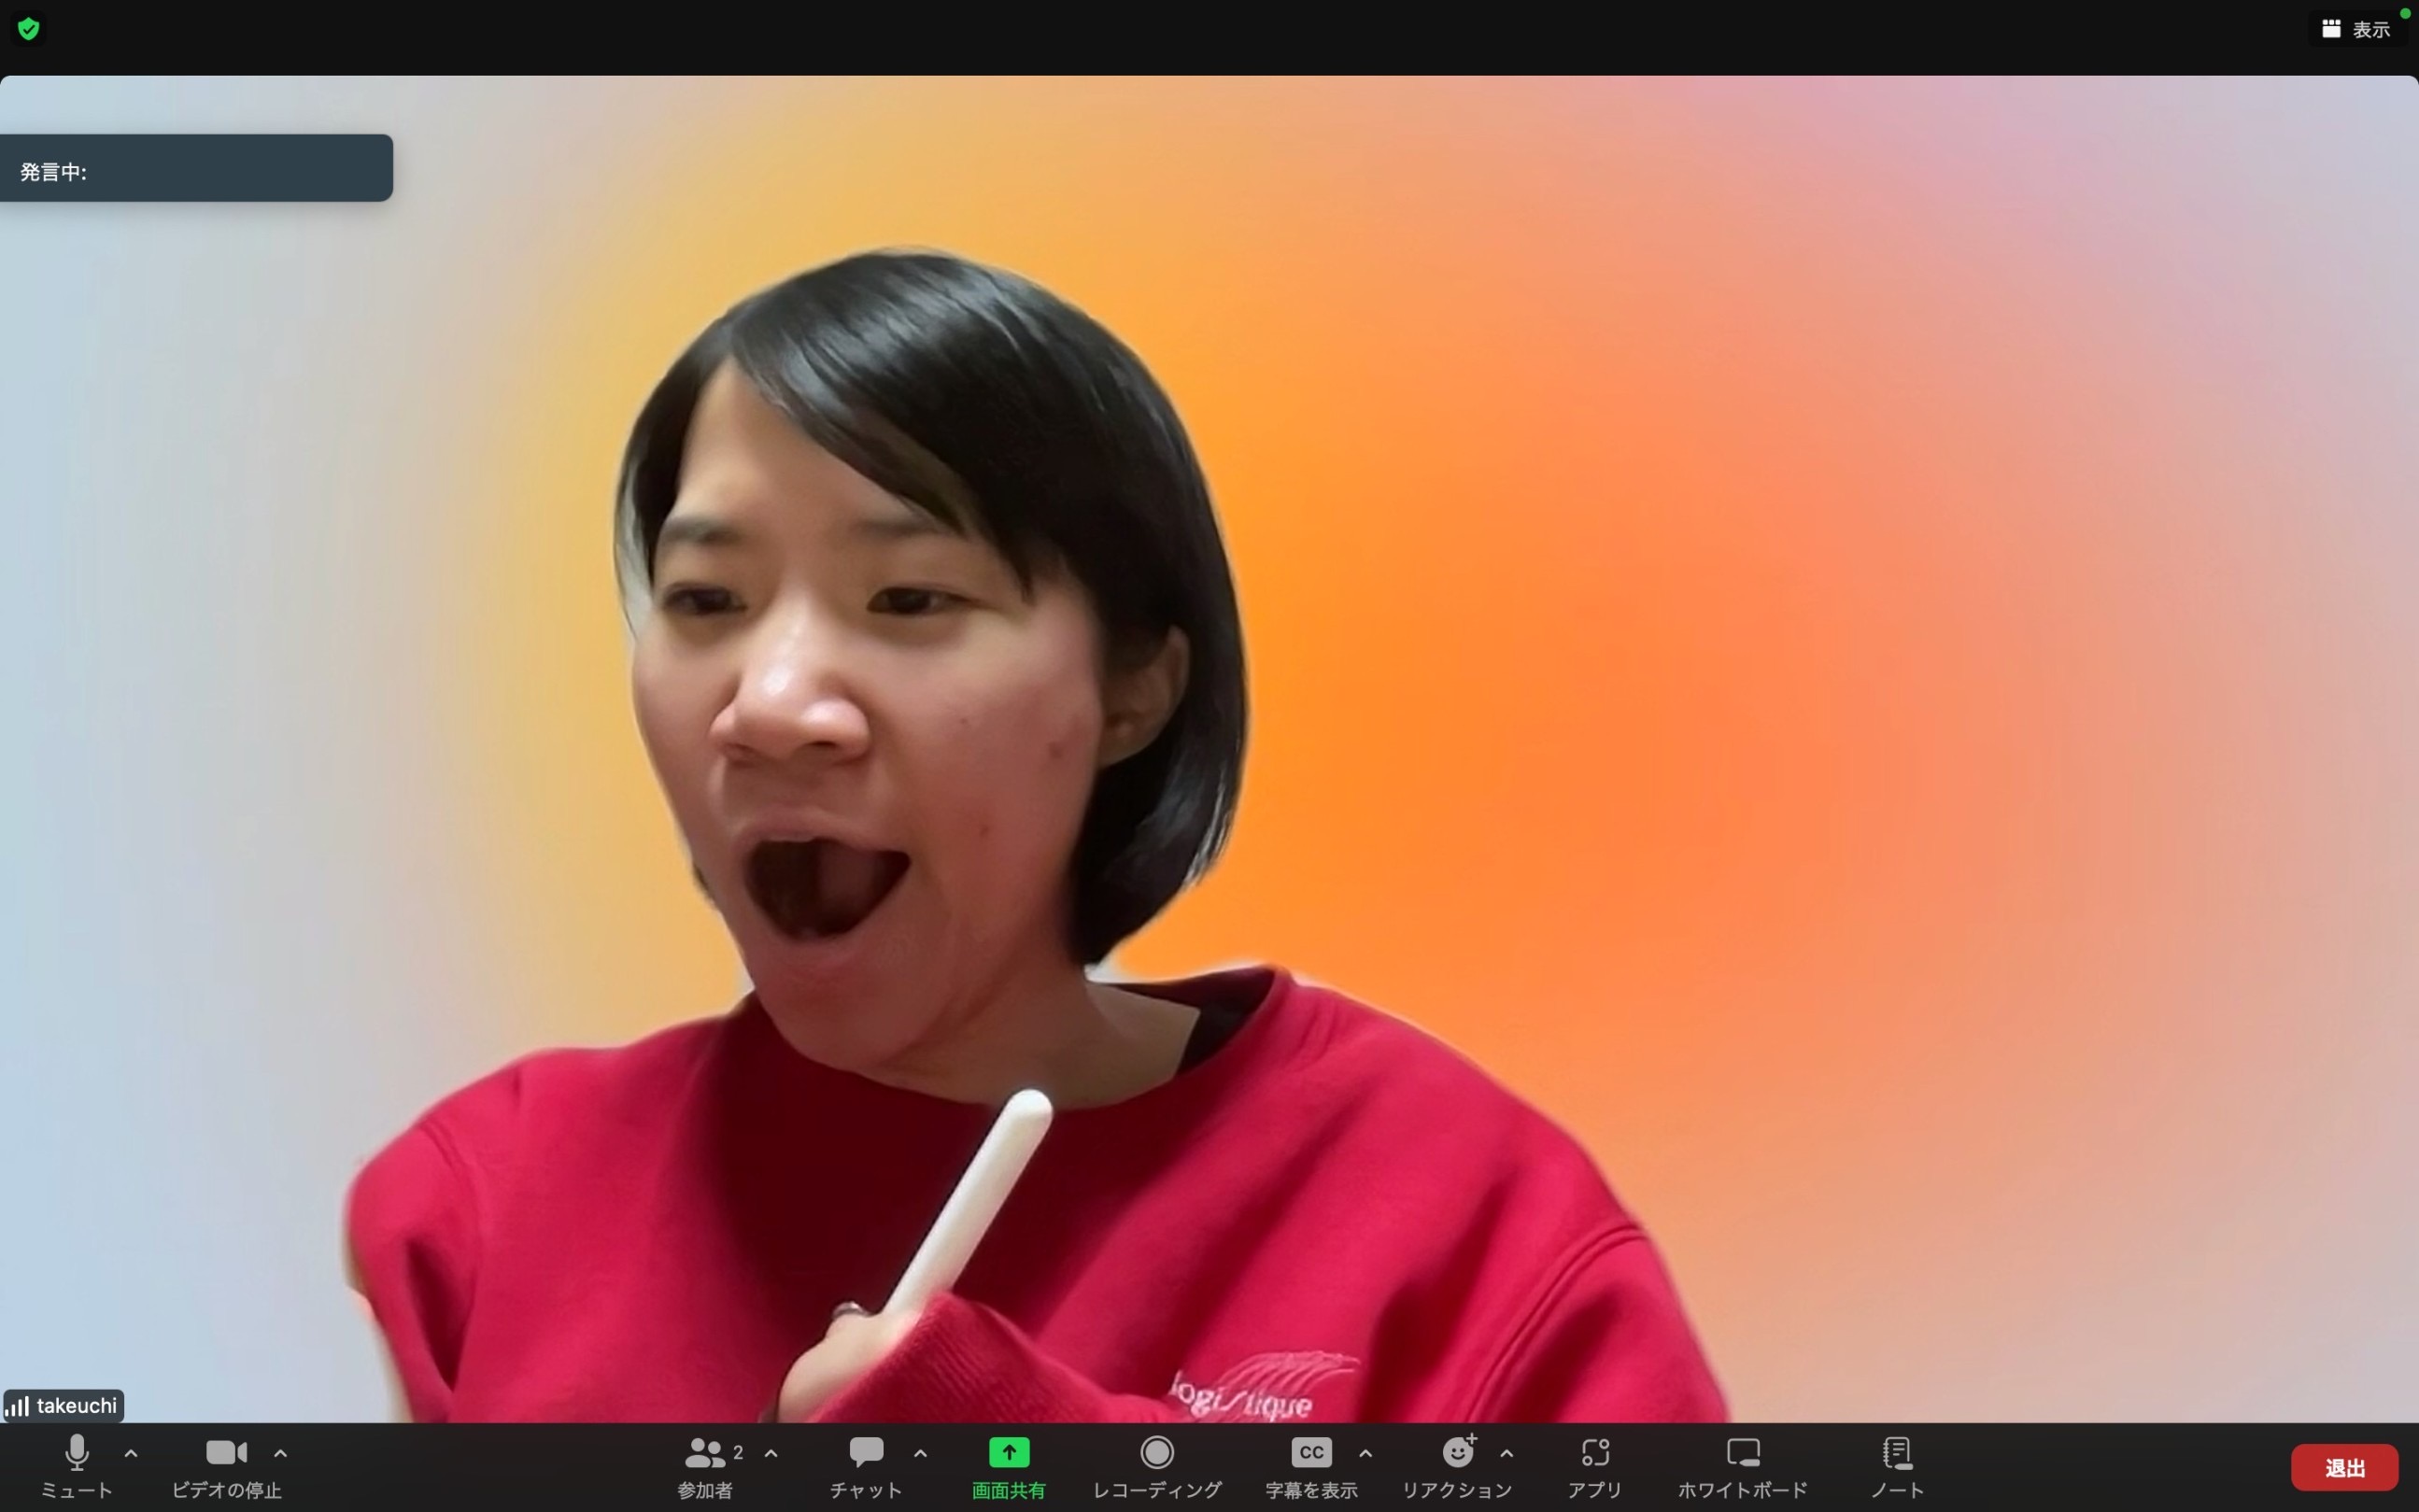 表示
発言中:
logistique
takeuchi
2
CC
ミュート
ビデオの停止
参加者
チャット
画面共有
レコーディング
字幕を表示
リアクション
アプリ
ホワイトボード
ノート
退出